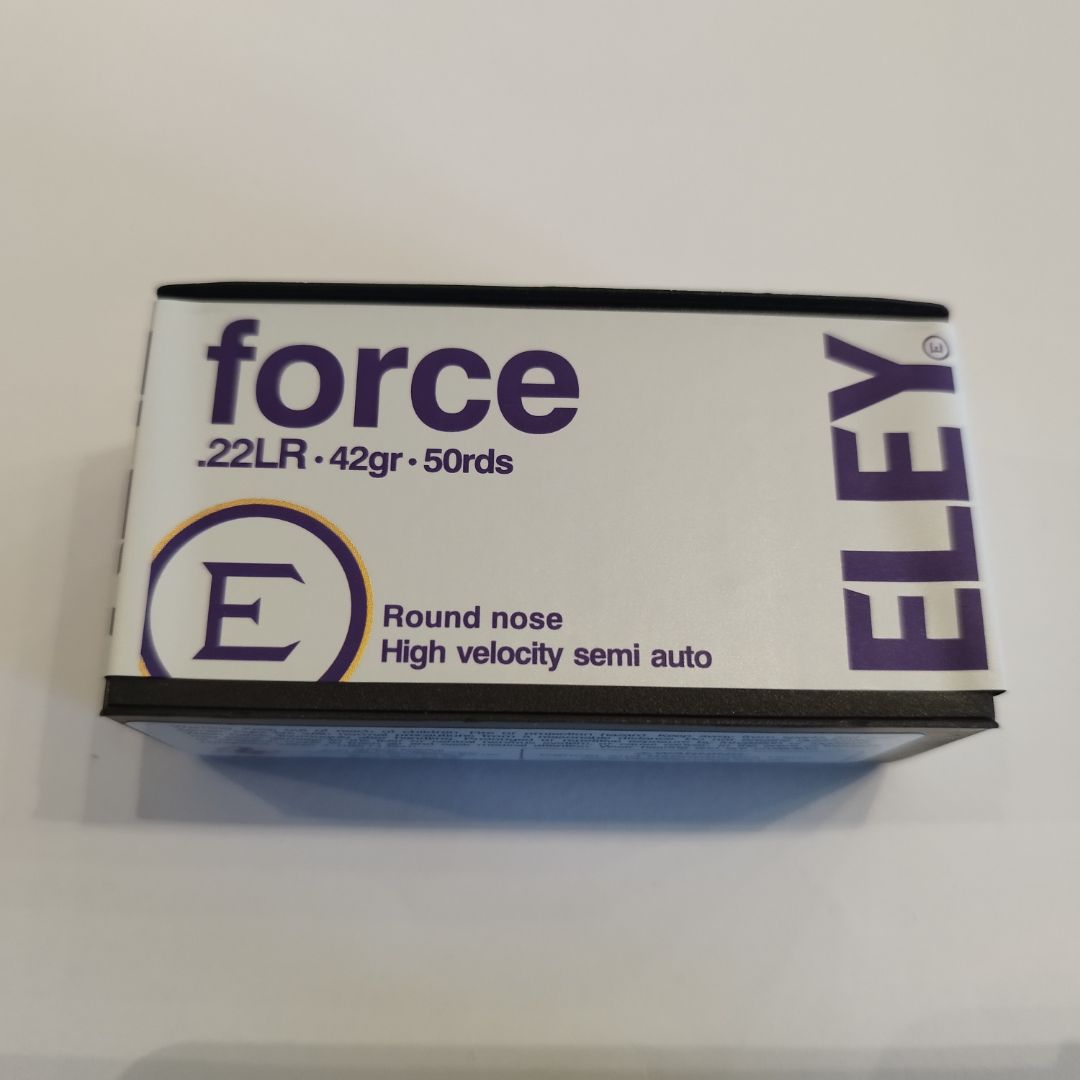 force
.22LR • 42gr • 50rds
E
Round nose
High velocity semi auto
ELEY